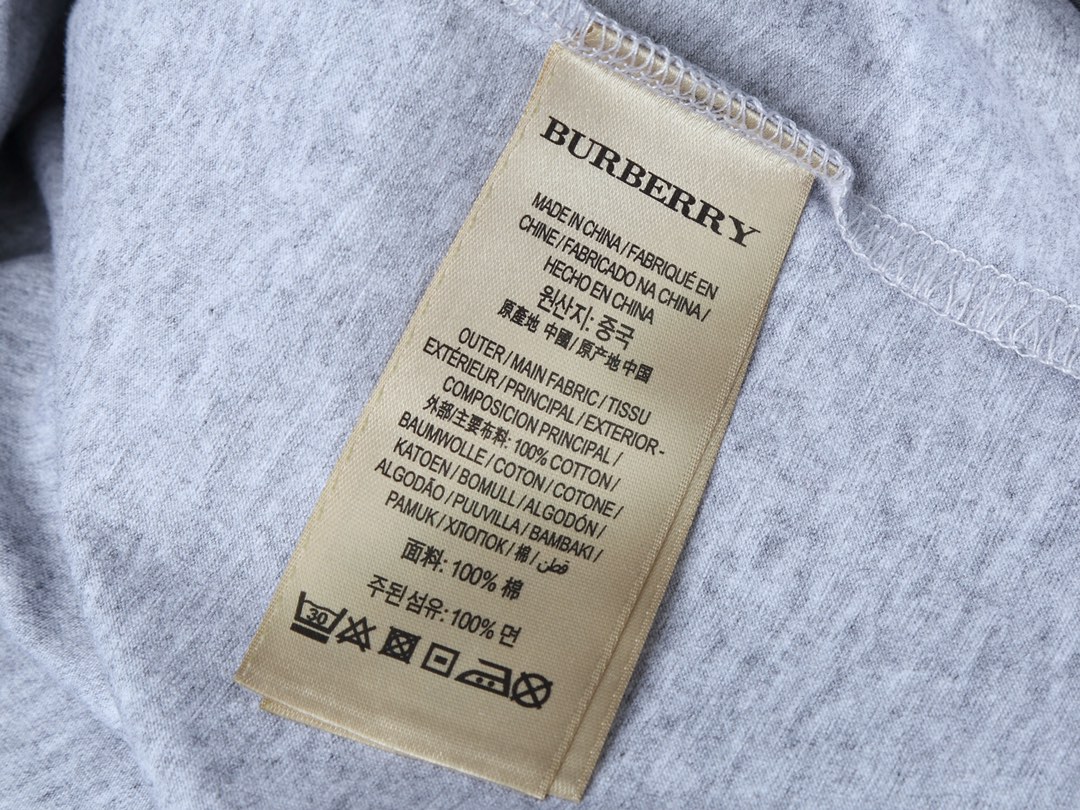 BURBERRY
MADE IN CHINA / FABRIQUÉ EN
CHINE / FABRICADO NA CHINA /
HECHO EN CHINA
원산지: 중국
原產地 中國 / 原产地 中国
OUTER / MAIN FABRIC / TISSU
EXTÉRIEUR / PRINCIPAL / EXTERIOR-
COMPOSICION PRINCIPAL /
外部/主要布料: 100% COTTON /
BAUMWOLLE / COTON / COTONE /
KATOEN / BOMULL / ALGODÓN /
ALGODÃO / PUUVILLA / BAMBAKI /
PAMUK / ХЛОПОК / 棉 / قطن
面料: 100% 棉
주된섬유: 100% 면
30